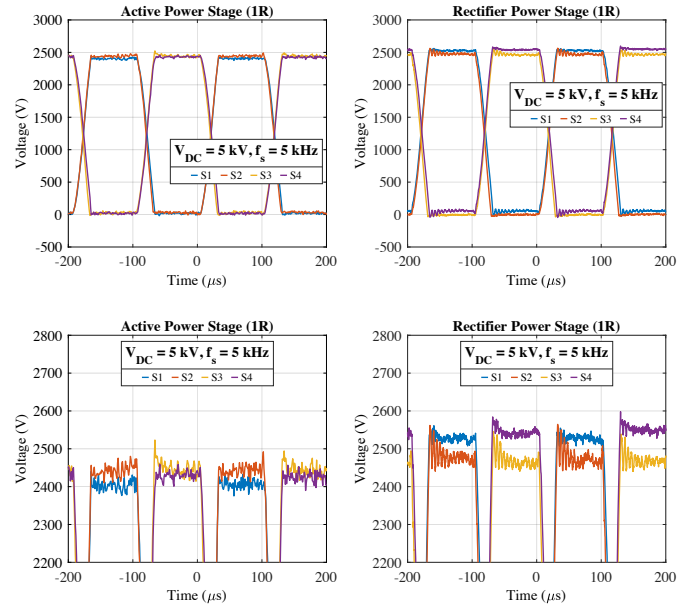 Active Power Stage (1R)
3000
2500
2000
1500
1000
500
0
-500
Voltage (V)
V_DC = 5 kV, f_s = 5 kHz
S1 S2 S3 S4
-200 -100 0 100 200
Time (μs)
Rectifier Power Stage (1R)
3000
2500
2000
1500
1000
500
0
-500
Voltage (V)
V_DC = 5 kV, f_s = 5 kHz
S1 S2 S3 S4
-200 -100 0 100 200
Time (μs)
Active Power Stage (1R)
2800
2700
2600
2500
2400
2300
2200
Voltage (V)
V_DC = 5 kV, f_s = 5 kHz
S1 S2 S3 S4
-200 -100 0 100 200
Time (μs)
Rectifier Power Stage (1R)
2800
2700
2600
2500
2400
2300
2200
Voltage (V)
V_DC = 5 kV, f_s = 5 kHz
S1 S2 S3 S4
-200 -100 0 100 200
Time (μs)